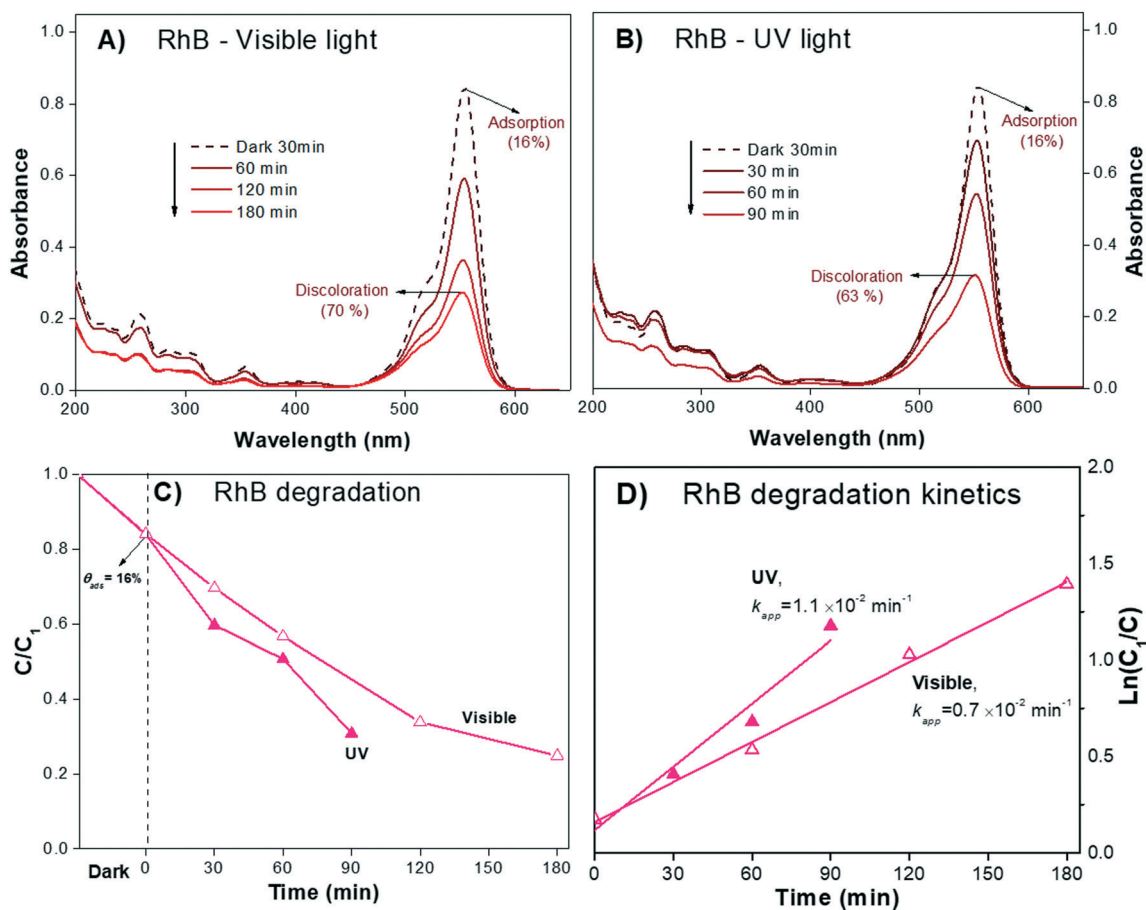 A) RhB - Visible light
Absorbance
1.0
0.8
0.6
0.4
0.2
0.0
Adsorption
(16%)
Dark 30min
60 min
120 min
180 min
Discoloration
(70 %)
200 300 400 500 600
Wavelength (nm)
B) RhB - UV light
Absorbance
1.0
0.8
0.6
0.4
0.2
0.0
Adsorption
(16%)
Dark 30min
30 min
60 min
90 min
Discoloration
(63 %)
200 300 400 500 600
Wavelength (nm)
C) RhB degradation
C/C₁
1.0
0.8
0.6
0.4
0.2
0.0
θads= 16%
Visible
UV
Dark 0 30 60 90 120 150 180
Time (min)
D) RhB degradation kinetics
Ln(C₁/C)
2.0
1.5
1.0
0.5
0.0
UV,
kapp=1.1 ×10⁻² min⁻¹
Visible,
kapp=0.7 ×10⁻² min⁻¹
0 30 60 90 120 150 180
Time (min)